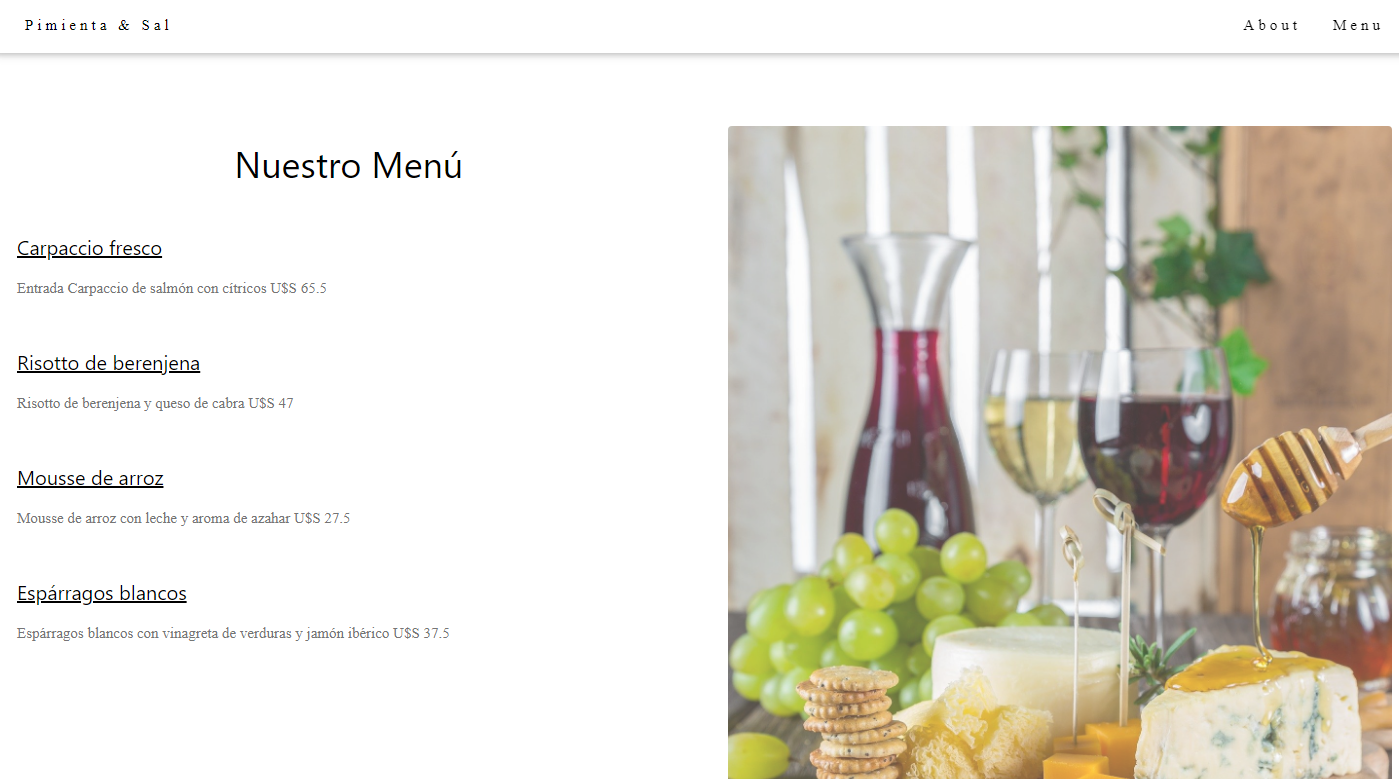 Pimienta & Sal
About
Menu
Nuestro Menú
Carpaccio fresco
Entrada Carpaccio de salmón con cítricos U$S 65.5
Risotto de berenjena
Risotto de berenjena y queso de cabra U$S 47
Mousse de arroz
Mousse de arroz con leche y aroma de azahar U$S 27.5
Espárragos blancos
Espárragos blancos con vinagreta de verduras y jamón ibérico U$S 37.5